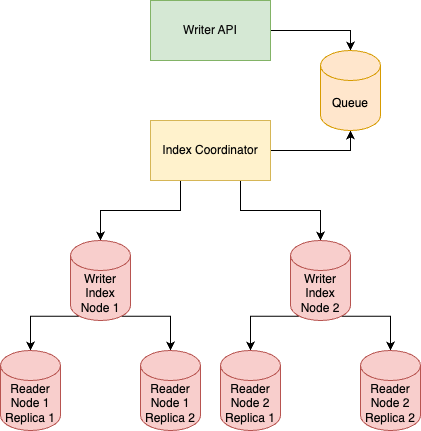 Writer API
Queue
Index Coordinator
Writer
Index
Node 1
Writer
Index
Node 2
Reader
Node 1
Replica 1
Reader
Node 1
Replica 2
Reader
Node 2
Replica 1
Reader
Node 2
Replica 2